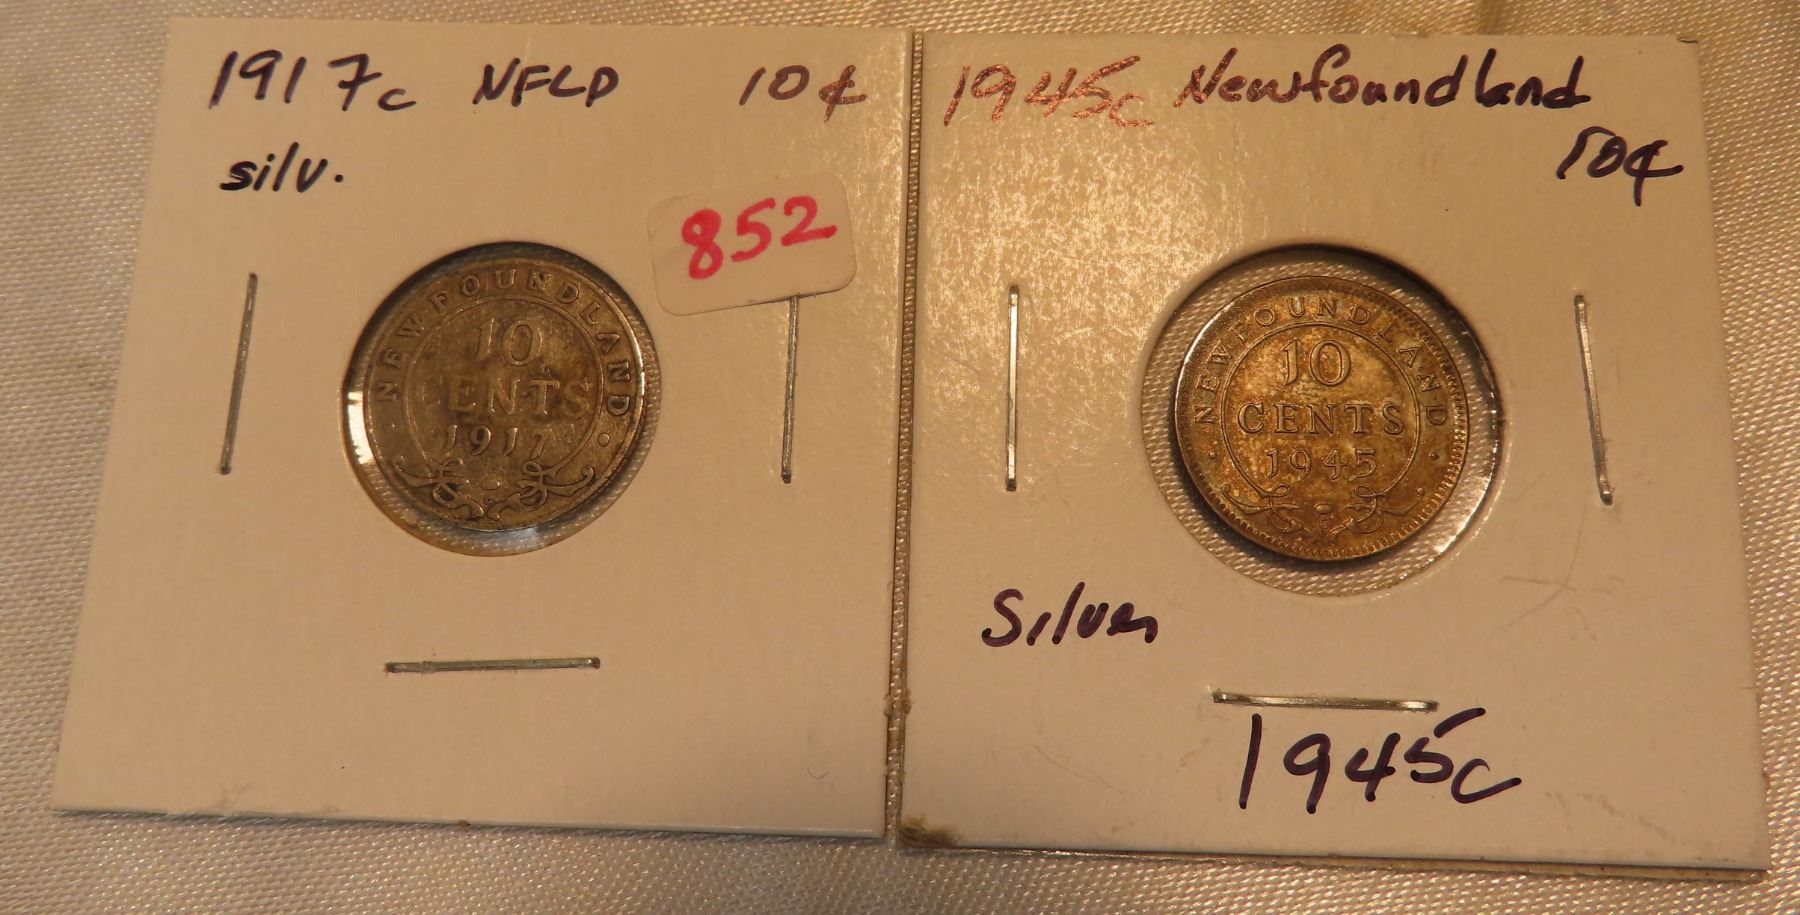 1917c NFLD 10¢
silv.
852
NEWFOUNDLAND
10
CENTS
1917
1945c Newfoundland
10¢
NEWFOUNDLAND
10
CENTS
1945
C
Silver
1945c